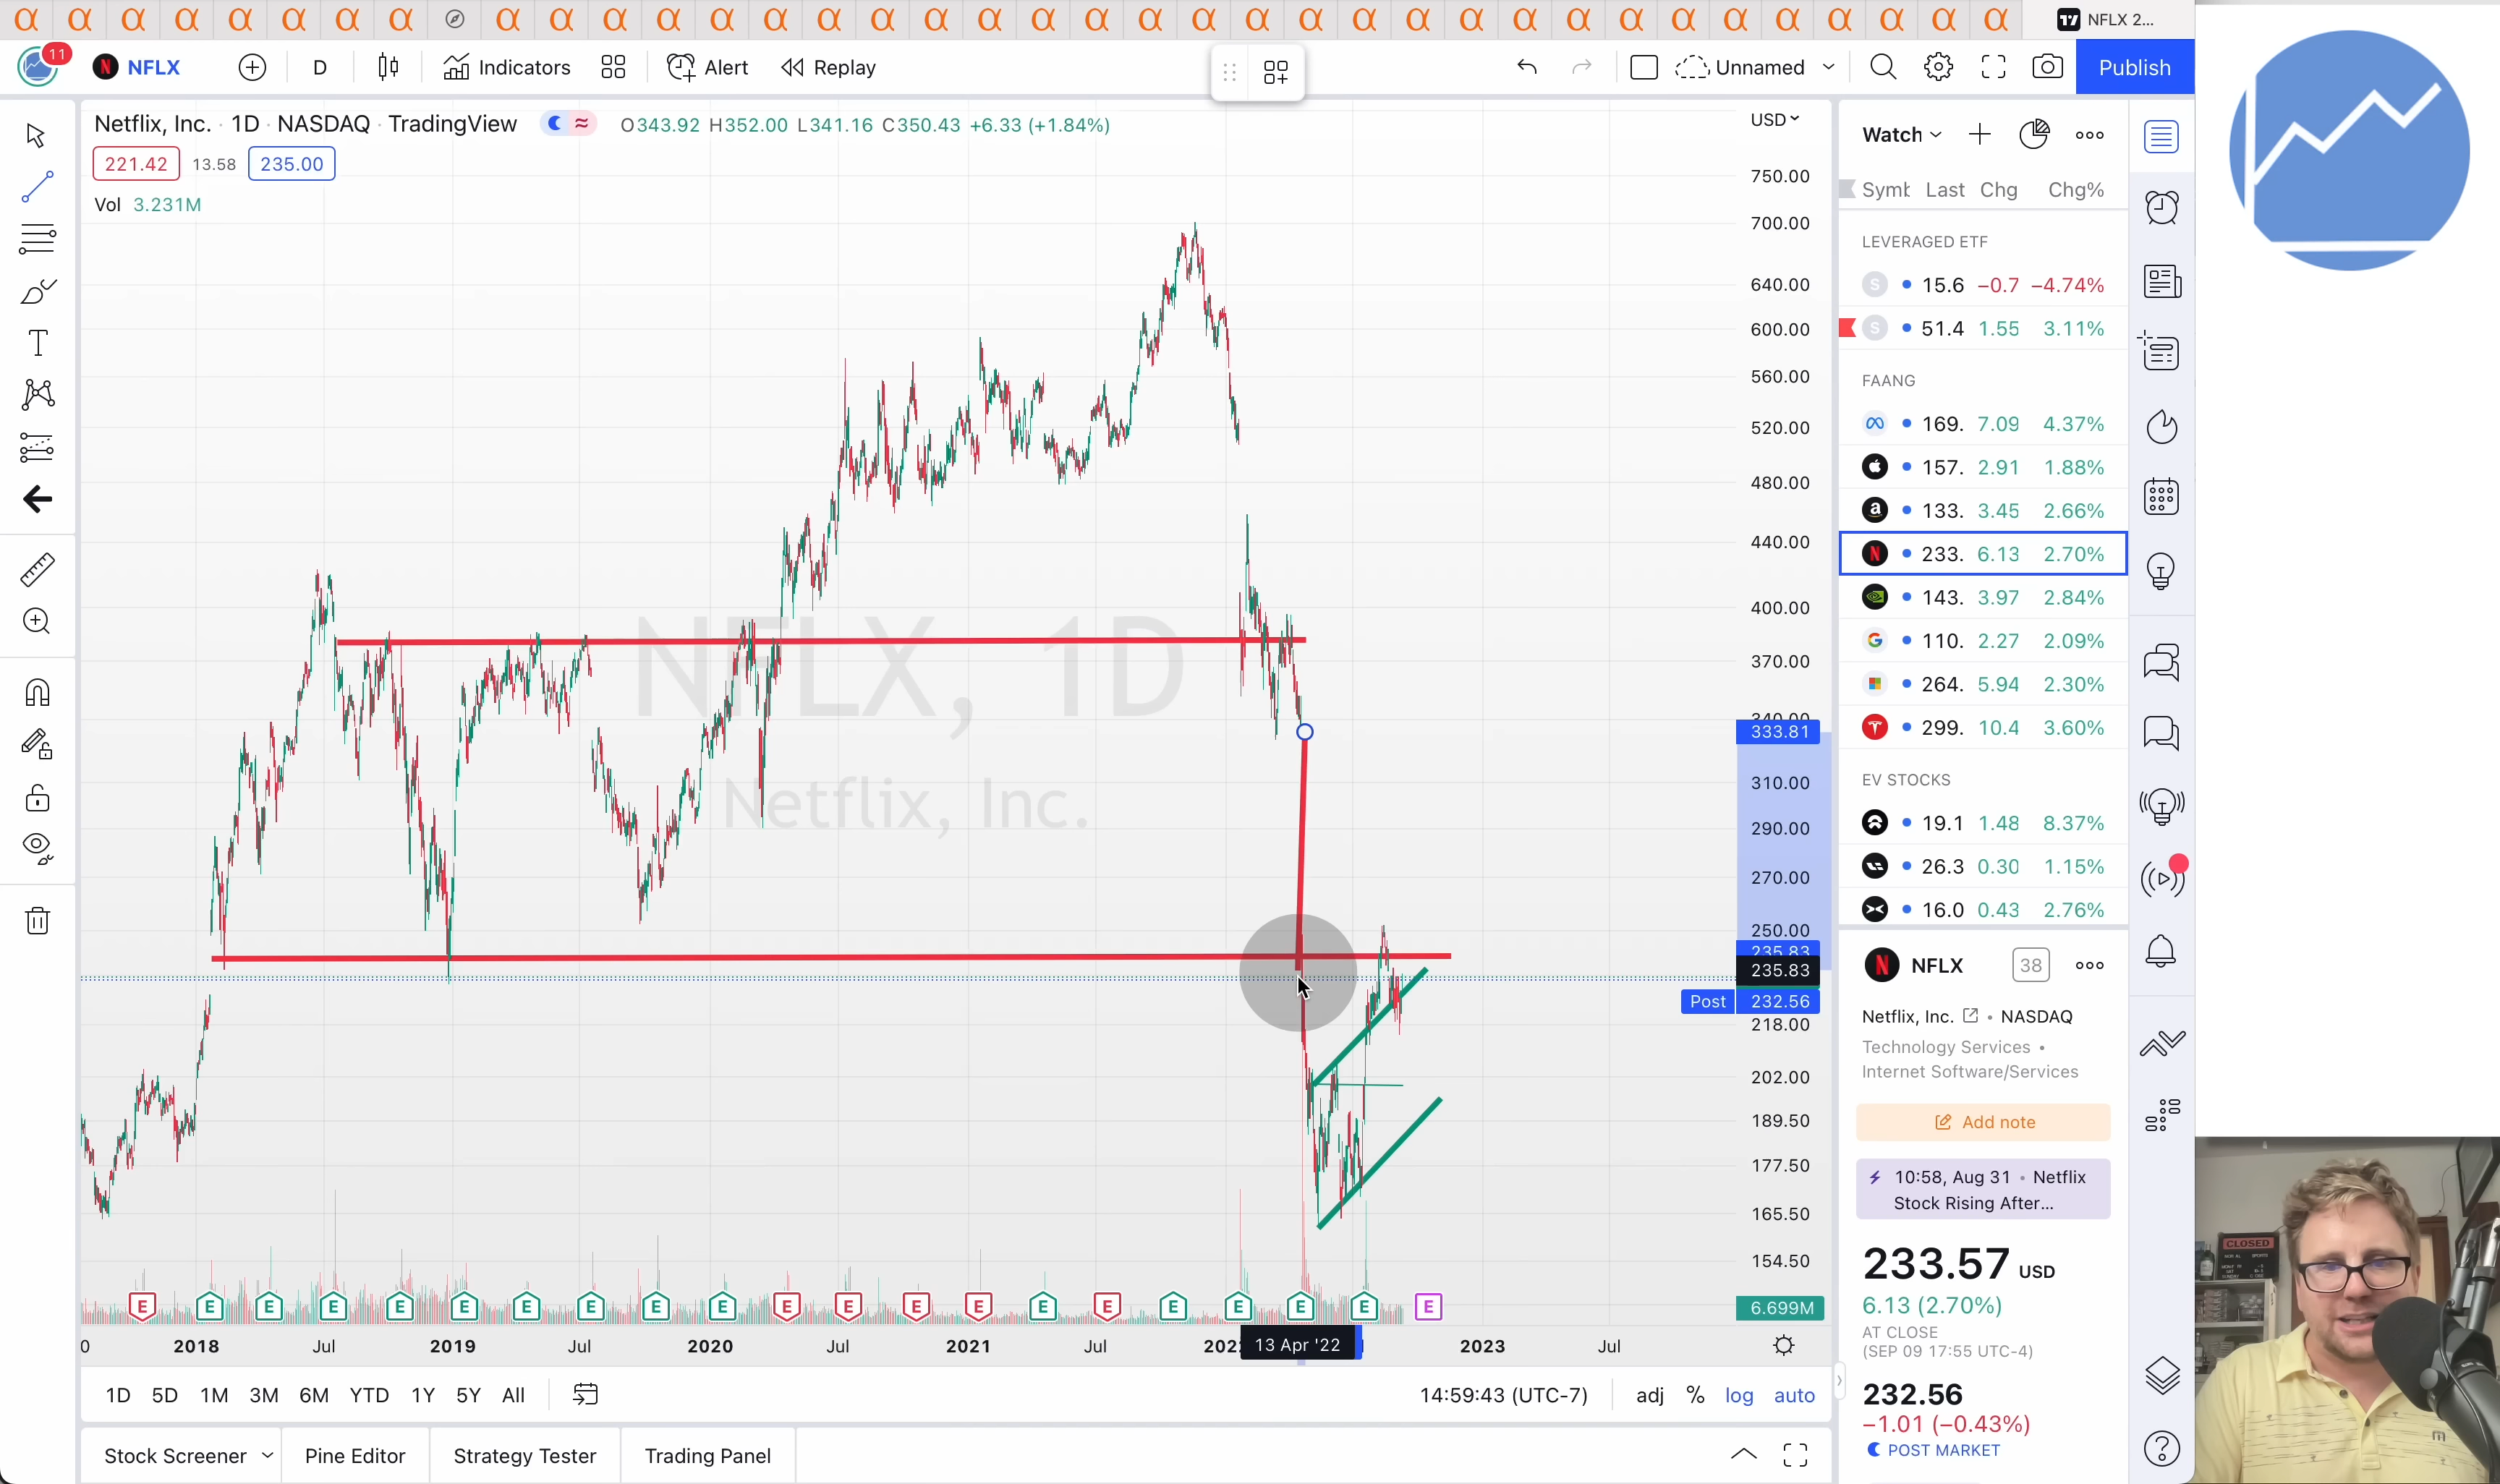 NFLX 2...
11
NFLX
D
Indicators
Alert
Replay
Unnamed
Publish
Netflix, Inc. · 1D · NASDAQ · TradingView
O343.92 H352.00 L341.16 C350.43 +6.33 (+1.84%)
USD
221.42
13.58
235.00
Vol 3.231M
750.00
700.00
640.00
600.00
560.00
520.00
480.00
440.00
400.00
370.00
340.00
333.81
310.00
290.00
270.00
250.00
235.83
235.83
Post
232.56
218.00
202.00
189.50
177.50
165.50
154.50
6.699M
NFLX, 1D
Netflix, Inc.
E E E E E E E E E E E E E E E E E E E E E
0
2018
Jul
2019
Jul
2020
Jul
2021
Jul
202
13 Apr '22
2023
Jul
1D 5D 1M 3M 6M YTD 1Y 5Y All
14:59:43 (UTC-7)
adj % log auto
Stock Screener
Pine Editor
Strategy Tester
Trading Panel
Watch
Symb Last Chg Chg%
LEVERAGED ETF
S 15.6 −0.7 −4.74%
S 51.4 1.55 3.11%
FAANG
169. 7.09 4.37%
157. 2.91 1.88%
a 133. 3.45 2.66%
N 233. 6.13 2.70%
143. 3.97 2.84%
G 110. 2.27 2.09%
264. 5.94 2.30%
299. 10.4 3.60%
EV STOCKS
19.1 1.48 8.37%
26.3 0.30 1.15%
16.0 0.43 2.76%
N NFLX 38
Netflix, Inc. • NASDAQ
Technology Services •
Internet Software/Services
Add note
10:58, Aug 31 • Netflix
Stock Rising After...
233.57 USD
6.13 (2.70%)
AT CLOSE
(SEP 09 17:55 UTC-4)
232.56
−1.01 (−0.43%)
POST MARKET
CLOSED